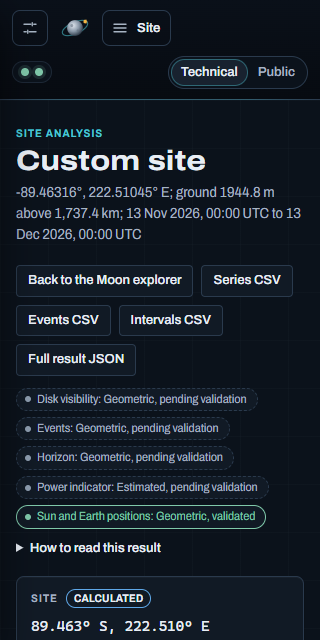 Site
Technical
Public
SITE ANALYSIS
Custom site
-89.46316°, 222.51045° E; ground 1944.8 m
above 1,737.4 km; 13 Nov 2026, 00:00 UTC to 13
Dec 2026, 00:00 UTC
Back to the Moon explorer
Series CSV
Events CSV
Intervals CSV
Full result JSON
Disk visibility: Geometric, pending validation
Events: Geometric, pending validation
Horizon: Geometric, pending validation
Power indicator: Estimated, pending validation
Sun and Earth positions: Geometric, validated
How to read this result
SITE CALCULATED
89.463° S, 222.510° E